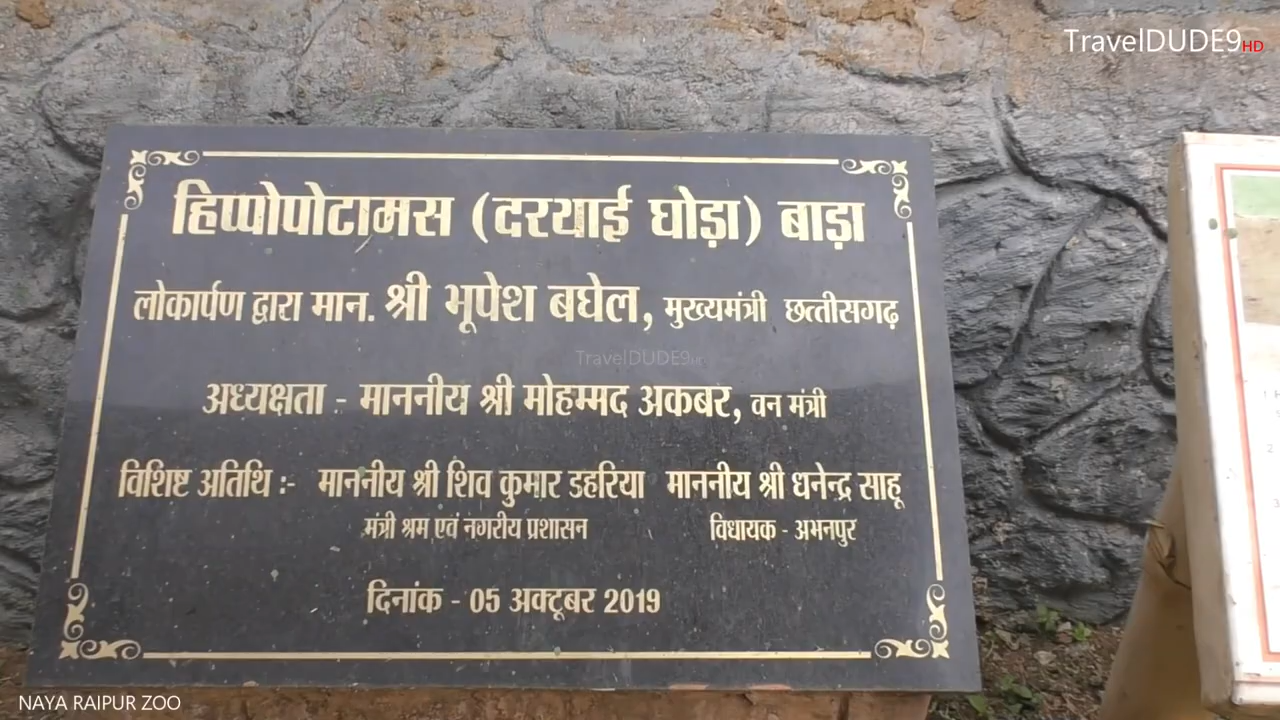 TravelDUDE9HD
हिप्पोपोटामस (दरयाई घोड़ा) बाड़ा
लोकार्पण द्वारा मान. श्री भूपेश बघेल, मुख्यमंत्री छत्तीसगढ़
TravelDUDE9
अध्यक्षता - माननीय श्री मोहम्मद अकबर, वन मंत्री
विशिष्ट अतिथि :- माननीय श्री शिव कुमार डहरिया माननीय श्री धनेन्द्र साहू
मंत्री श्रम एवं नगरीय प्रशासन विधायक - अभनपुर
दिनांक - 05 अक्टूबर 2019
NAYA RAIPUR ZOO